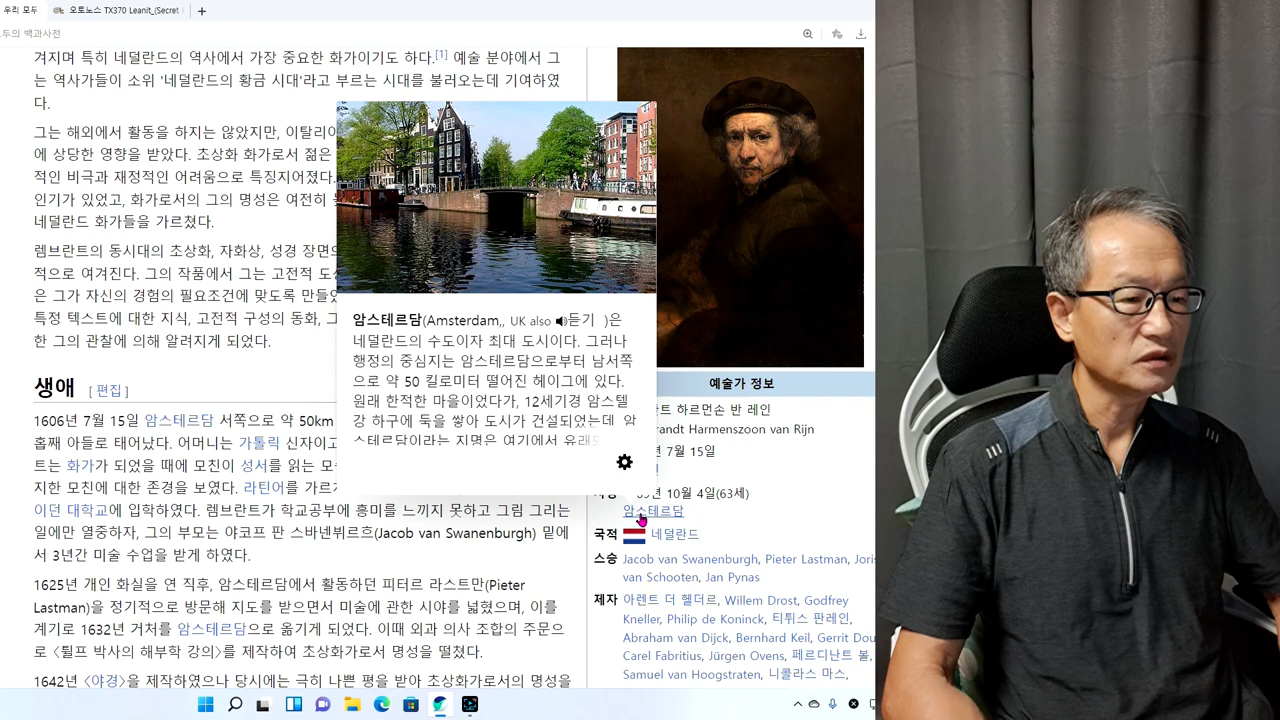 우리 모두
오토노스 TX370 Leanit_(Secret
두의 백과사전
겨지며 특히 네덜란드의 역사에서 가장 중요한 화가이기도 하다.[1] 예술 분야에서 그
는 역사가들이 소위 '네덜란드의 황금 시대'라고 부르는 시대를 불러오는데 기여하였
다.
그는 해외에서 활동을 하지는 않았지만, 이탈리아
에 상당한 영향을 받았다. 초상화 화가로서 젊은
적인 비극과 재정적인 어려움으로 특징지어졌다.
인기가 있었고, 화가로서의 그의 명성은 여전히
네덜란드 화가들을 가르쳤다.
렘브란트의 동시대의 초상화, 자화상, 성경 장면으
적으로 여겨진다. 그의 작품에서 그는 고전적 도
은 그가 자신의 경험의 필요조건에 맞도록 만들었
특정 텍스트에 대한 지식, 고전적 구성의 동화, 그
한 그의 관찰에 의해 알려지게 되었다.
암스테르담(Amsterdam,, UK also 듣기 )은
네덜란드의 수도이자 최대 도시이다. 그러나
행정의 중심지는 암스테르담으로부터 남서쪽
으로 약 50 킬로미터 떨어진 헤이그에 있다.
원래 한적한 마을이었다가, 12세기경 암스텔
강 하구에 둑을 쌓아 도시가 건설되었는데 암
스테르담이라는 지명은 여기에서 유래
생애 [ 편집 ]
1606년 7월 15일 암스테르담 서쪽으로 약 50km
홉째 아들로 태어났다. 어머니는 가톨릭 신자이고
트는 화가가 되었을 때에 모친이 성서를 읽는 모
지한 모친에 대한 존경을 보였다. 라틴어를 가르
이던 대학교에 입학하였다. 렘브란트가 학교공부에 흥미를 느끼지 못하고 그림 그리는
일에만 열중하자, 그의 부모는 야코프 판 스바넨뷔르흐(Jacob van Swanenburgh) 밑에
서 3년간 미술 수업을 받게 하였다.
1625년 개인 화실을 연 직후, 암스테르담에서 활동하던 피터르 라스트만(Pieter
Lastman)을 정기적으로 방문해 지도를 받으면서 미술에 관한 시야를 넓혔으며, 이를
계기로 1632년 거처를 암스테르담으로 옮기게 되었다. 이때 외과 의사 조합의 주문으
로 〈튈프 박사의 해부학 강의〉를 제작하여 초상화가로서 명성을 떨쳤다.
1642년 〈야경〉을 제작하였으나 당시에는 극히 나쁜 평을 받아 초상화가로서의 명성을
예술가 정보
트 하르먼손 반 레인
randt Harmenszoon van Rijn
년 7월 15일
년 10월 4일(63세)
암스테르담
국적 네덜란드
스승 Jacob van Swanenburgh, Pieter Lastman, Joris
van Schooten, Jan Pynas
제자 아렌트 더 헬더르, Willem Drost, Godfrey
Kneller, Philip de Koninck, 티튀스 판레인,
Abraham van Dijck, Bernhard Keil, Gerrit Dou
Carel Fabritius, Jürgen Ovens, 페르디난트 볼,
Samuel van Hoogstraten, 니콜라스 마스,